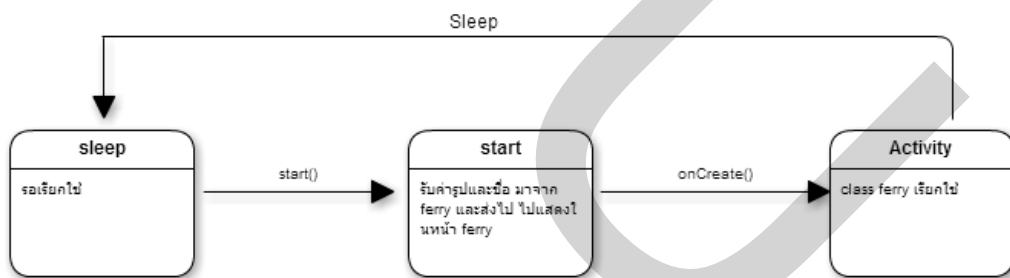 Sleep
sleep
รอเรียกใช้
start()
start
รับค่ารูปและชื่อ มาจาก
ferry และส่งไป ไปแสดงใ
นหน้า ferry
onCreate()
Activity
class ferry เรียกใช้